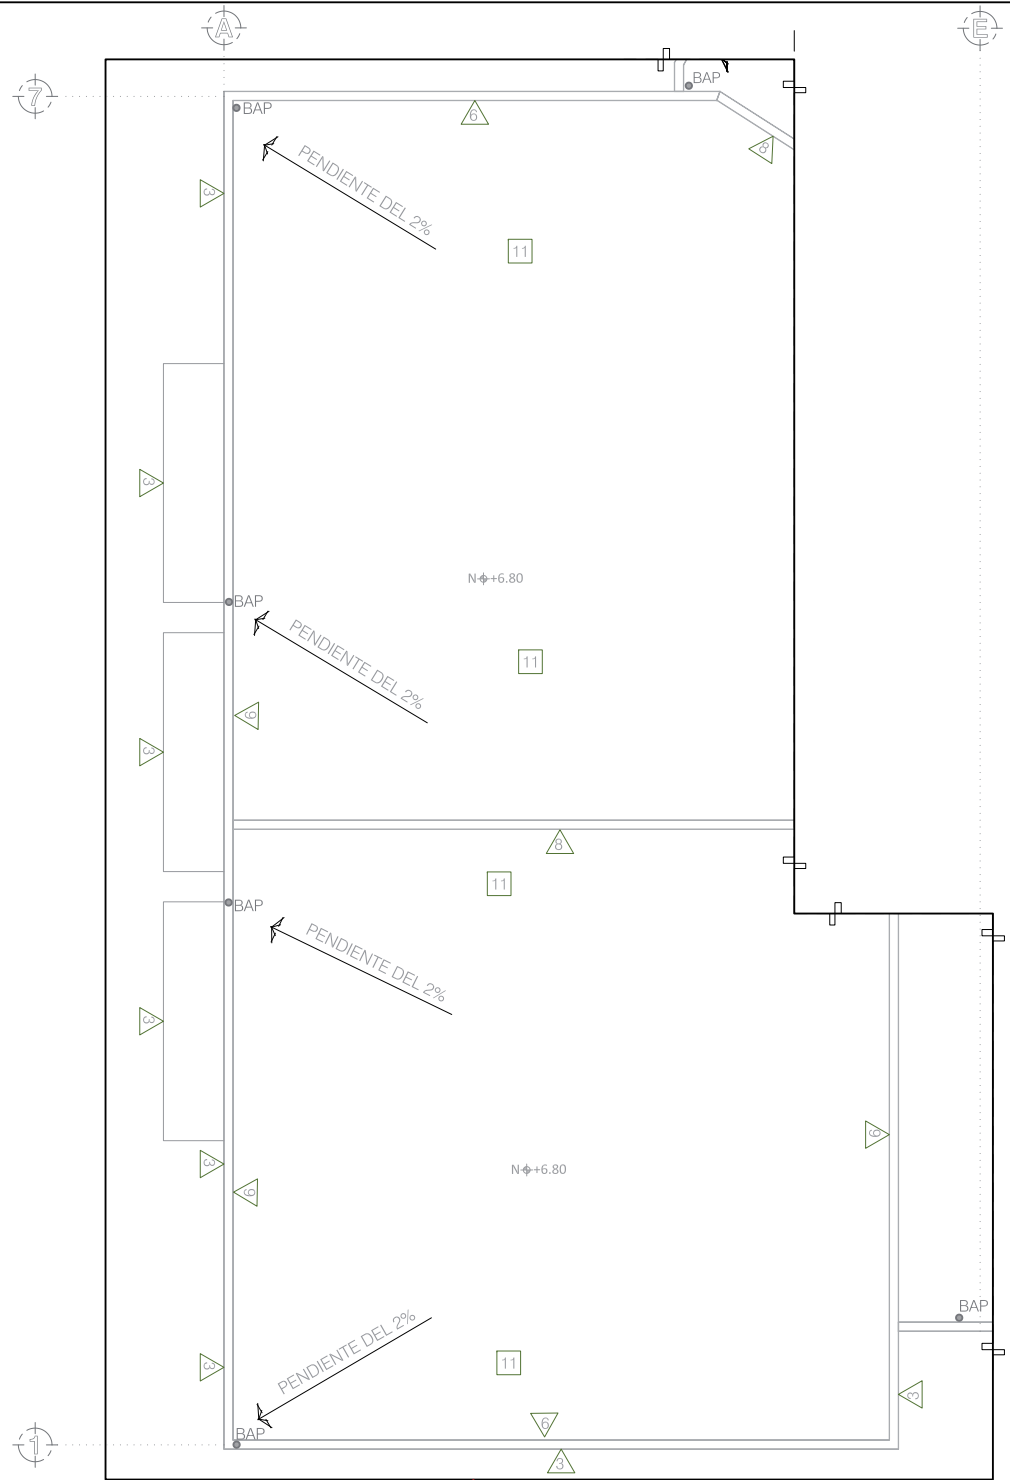 A
E
7
BAP
BAP
6
8
3
PENDIENTE DEL 2%
11
3
N +6.80
BAP
PENDIENTE DEL 2%
11
9
3
8
11
BAP
PENDIENTE DEL 2%
3
9
3
N +6.80
9
BAP
PENDIENTE DEL 2%
11
3
3
6
BAP
1
3